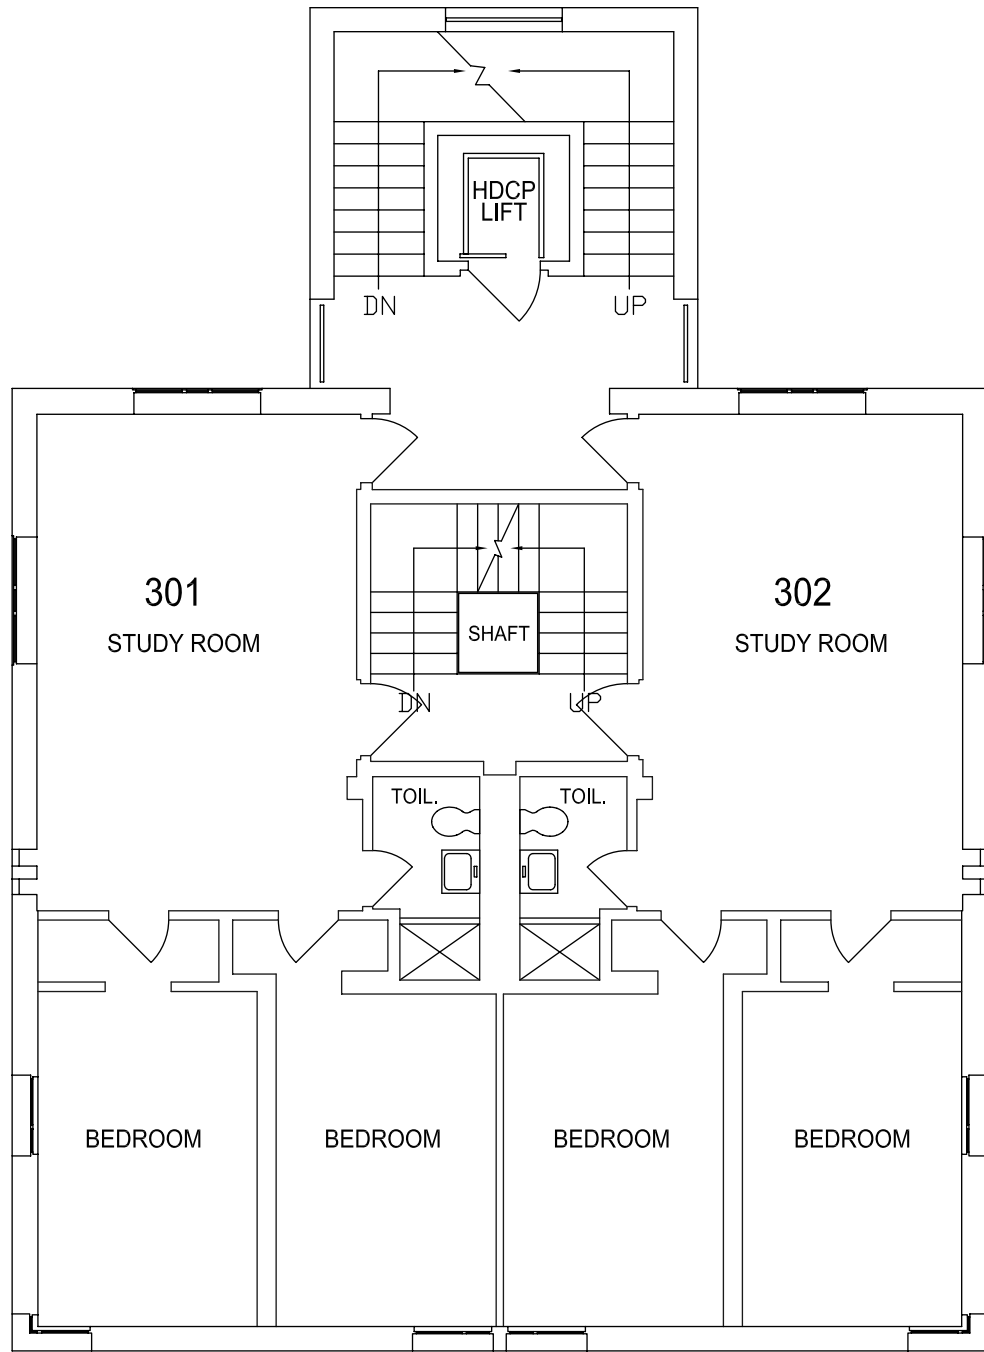 HDCP
LIFT
DN
UP
301
STUDY ROOM
302
STUDY ROOM
SHAFT
DN
UP
TOIL.
TOIL.
BEDROOM
BEDROOM
BEDROOM
BEDROOM